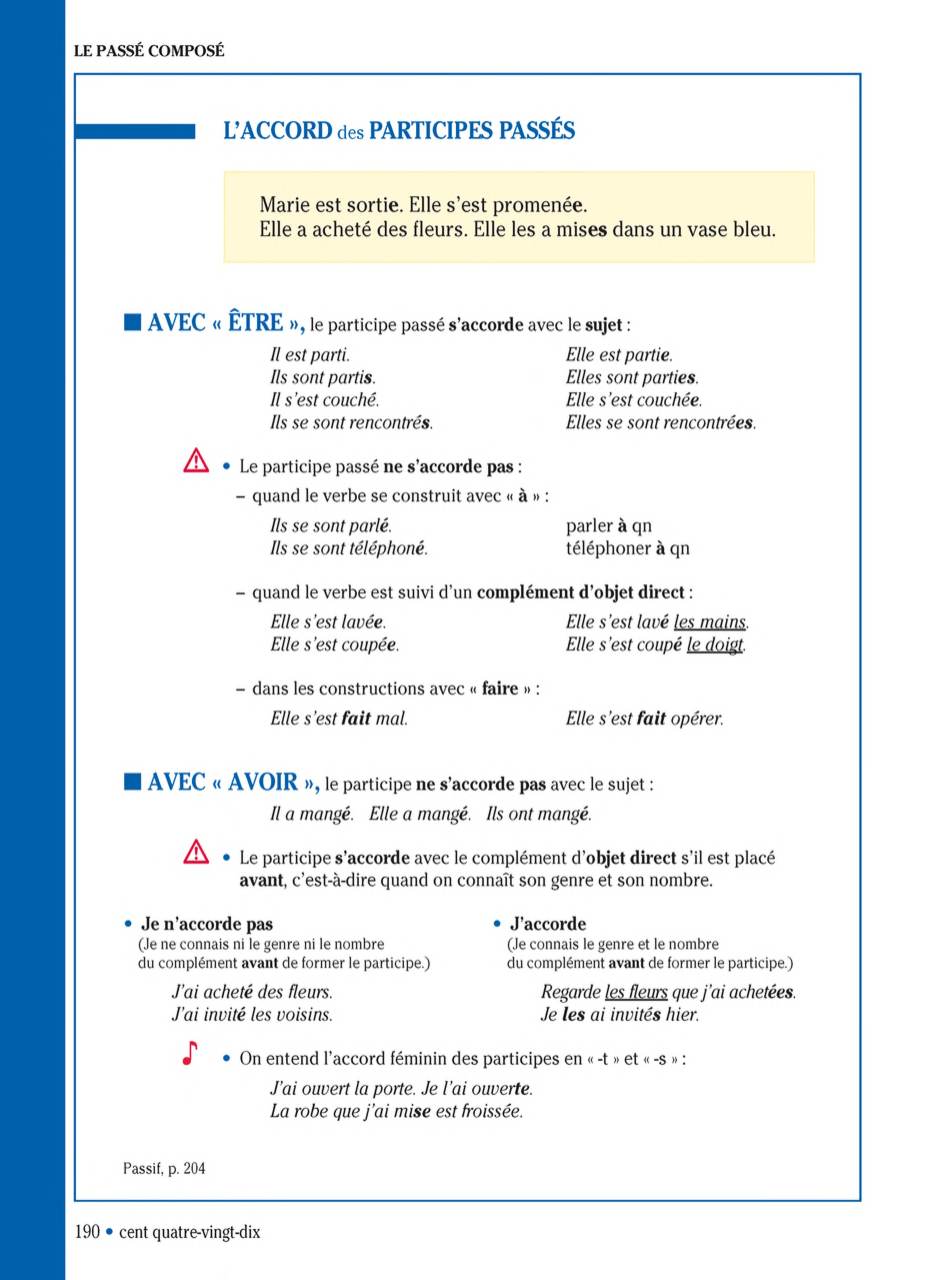 LE PASSÉ COMPOSÉ
L’ACCORD des PARTICIPES PASSÉS
Marie est sortie. Elle s’est promenée.
Elle a acheté des fleurs. Elle les a mises dans un vase bleu.
■ AVEC « ÊTRE », le participe passé s’accorde avec le sujet :
Il est parti. Elle est partie.
Ils sont partis. Elles sont parties.
Il s’est couché. Elle s’est couchée.
Ils se sont rencontrés. Elles se sont rencontrées.
• Le participe passé ne s’accorde pas :
– quand le verbe se construit avec « à » :
Ils se sont parlé. parler à qn
Ils se sont téléphoné. téléphoner à qn
– quand le verbe est suivi d’un complément d’objet direct :
Elle s’est lavée. Elle s’est lavé les mains.
Elle s’est coupée. Elle s’est coupé le doigt.
– dans les constructions avec « faire » :
Elle s’est fait mal. Elle s’est fait opérer.
■ AVEC « AVOIR », le participe ne s’accorde pas avec le sujet :
Il a mangé. Elle a mangé. Ils ont mangé.
• Le participe s’accorde avec le complément d’objet direct s’il est placé
avant, c’est-à-dire quand on connaît son genre et son nombre.
• Je n’accorde pas
(Je ne connais ni le genre ni le nombre
du complément avant de former le participe.)
J’ai acheté des fleurs.
J’ai invité les voisins.
• J’accorde
(Je connais le genre et le nombre
du complément avant de former le participe.)
Regarde les fleurs que j’ai achetées.
Je les ai invités hier.
• On entend l’accord féminin des participes en « -t » et « -s » :
J’ai ouvert la porte. Je l’ai ouverte.
La robe que j’ai mise est froissée.
Passif, p. 204
190 • cent quatre-vingt-dix